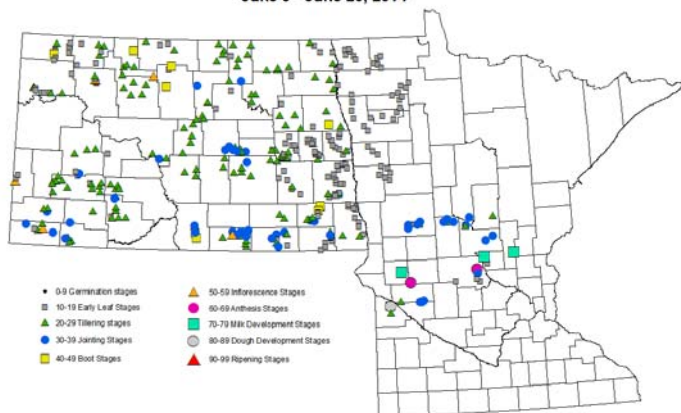 0-9 Germination stages
10-19 Early Leaf Stages
20-29 Tillering stages
30-39 Jointing Stages
40-49 Boot Stages
50-59 Inflorescence Stages
60-69 Anthesis Stages
70-79 Milk Development Stages
80-89 Dough Development Stages
90-99 Ripening Stages